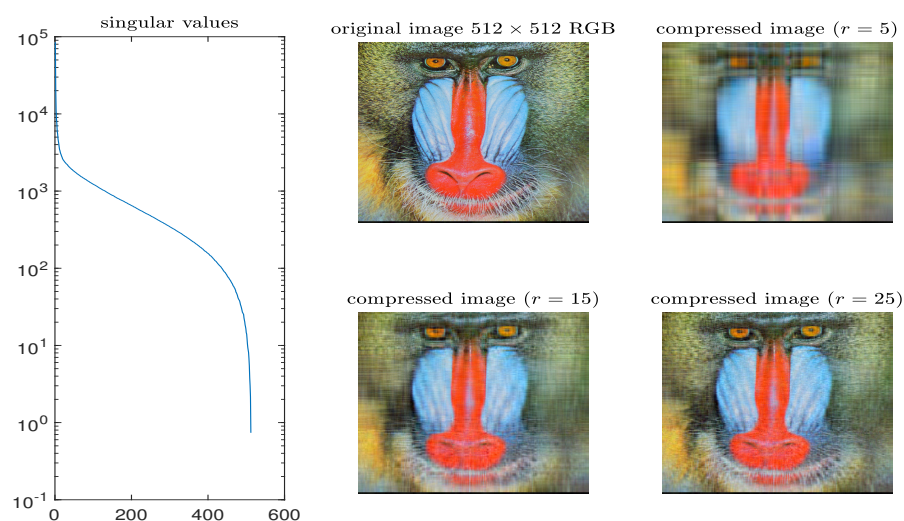 singular values
10^5
10^4
10^3
10^2
10^1
10^0
10^-1
0 200 400 600
original image 512 × 512 RGB
compressed image (r = 5)
compressed image (r = 15)
compressed image (r = 25)